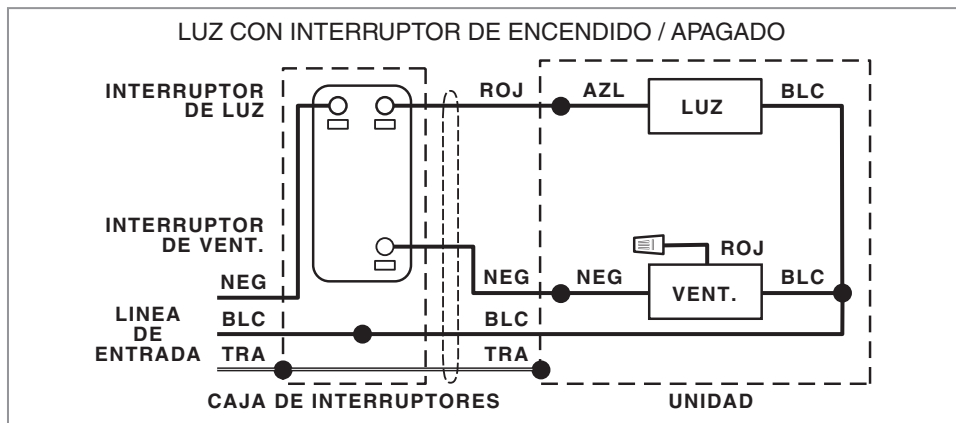 LUZ CON INTERRUPTOR DE ENCENDIDO / APAGADO
INTERRUPTOR
DE LUZ
ROJ
AZL
LUZ
BLC
INTERRUPTOR
DE VENT.
ROJ
NEG
NEG
NEG
VENT.
BLC
LINEA
DE
ENTRADA
BLC
BLC
TRA
TRA
CAJA DE INTERRUPTORES
UNIDAD